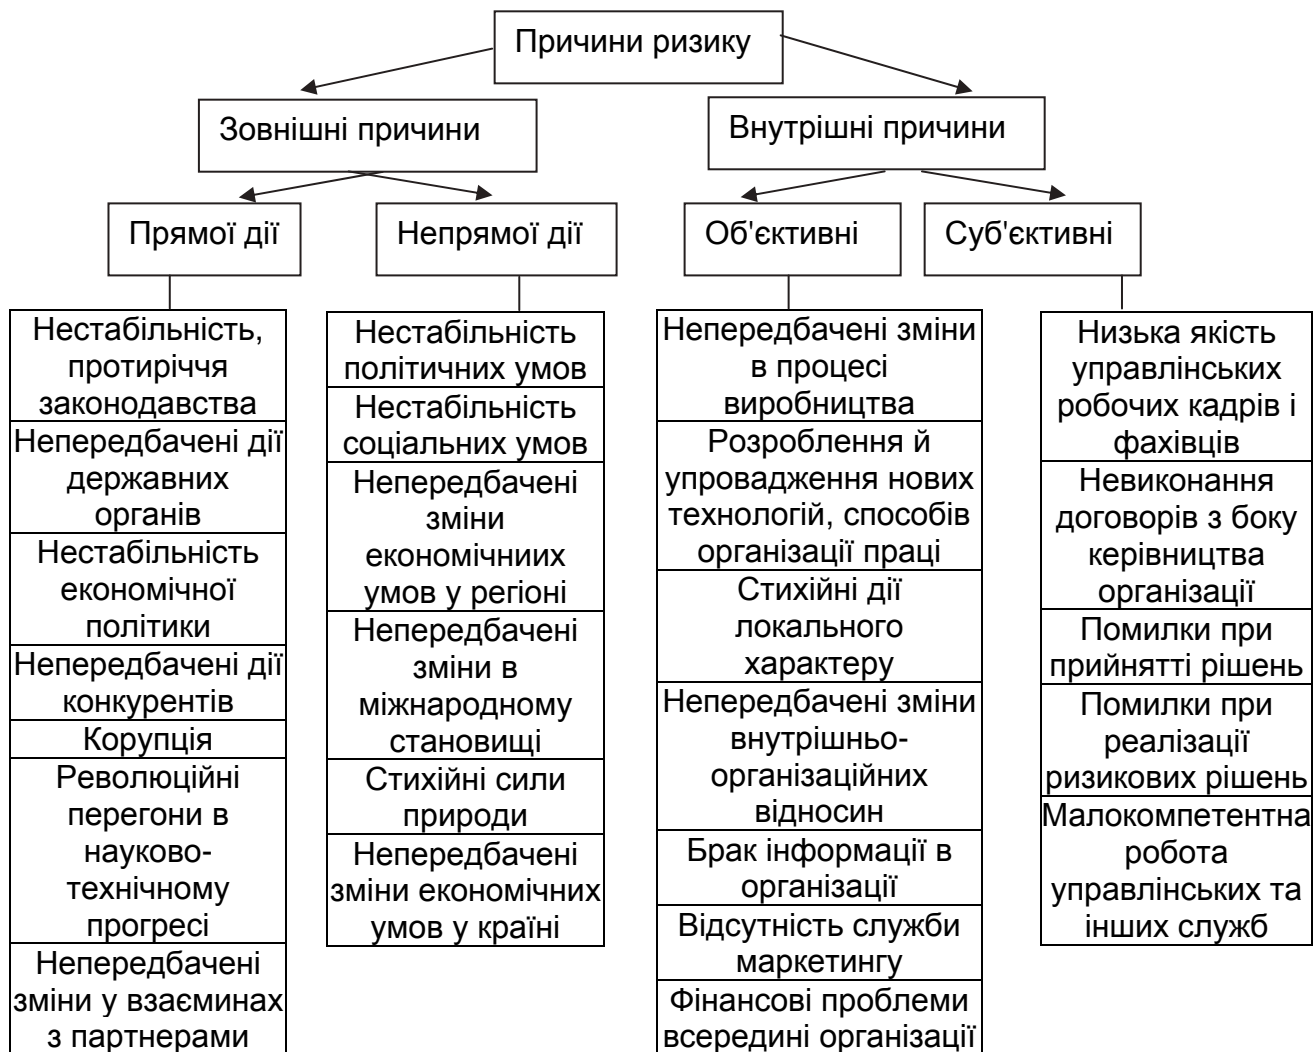 Причини ризику
Зовнішні причини
Внутрішні причини
Прямої дії
Непрямої дії
Об'єктивні
Суб'єктивні
Нестабільність,
протиріччя
законодавства
Непередбачені дії
державних
органів
Нестабільність
економічної
політики
Непередбачені дії
конкурентів
Корупція
Революційні
перегони в
науково-
технічному
прогресі
Непередбачені
зміни у взаєминах
з партнерами
Нестабільність
політичних умов
Нестабільність
соціальних умов
Непередбачені
зміни
економічниих
умов у регіоні
Непередбачені
зміни в
міжнародному
становищі
Стихійні сили
природи
Непередбачені
зміни економічних
умов у країні
Непередбачені зміни
в процесі
виробництва
Розроблення й
упровадження нових
технологій, способів
організації праці
Стихійні дії
локального
характеру
Непередбачені зміни
внутрішньо-
організаційних
відносин
Брак інформації в
організації
Відсутність служби
маркетингу
Фінансові проблеми
всередині організації
Низька якість
управлінських
робочих кадрів і
фахівців
Невиконання
договорів з боку
керівництва
організації
Помилки при
прийнятті рішень
Помилки при
реалізації
ризикових рішень
Малокомпетентна
робота
управлінських та
інших служб